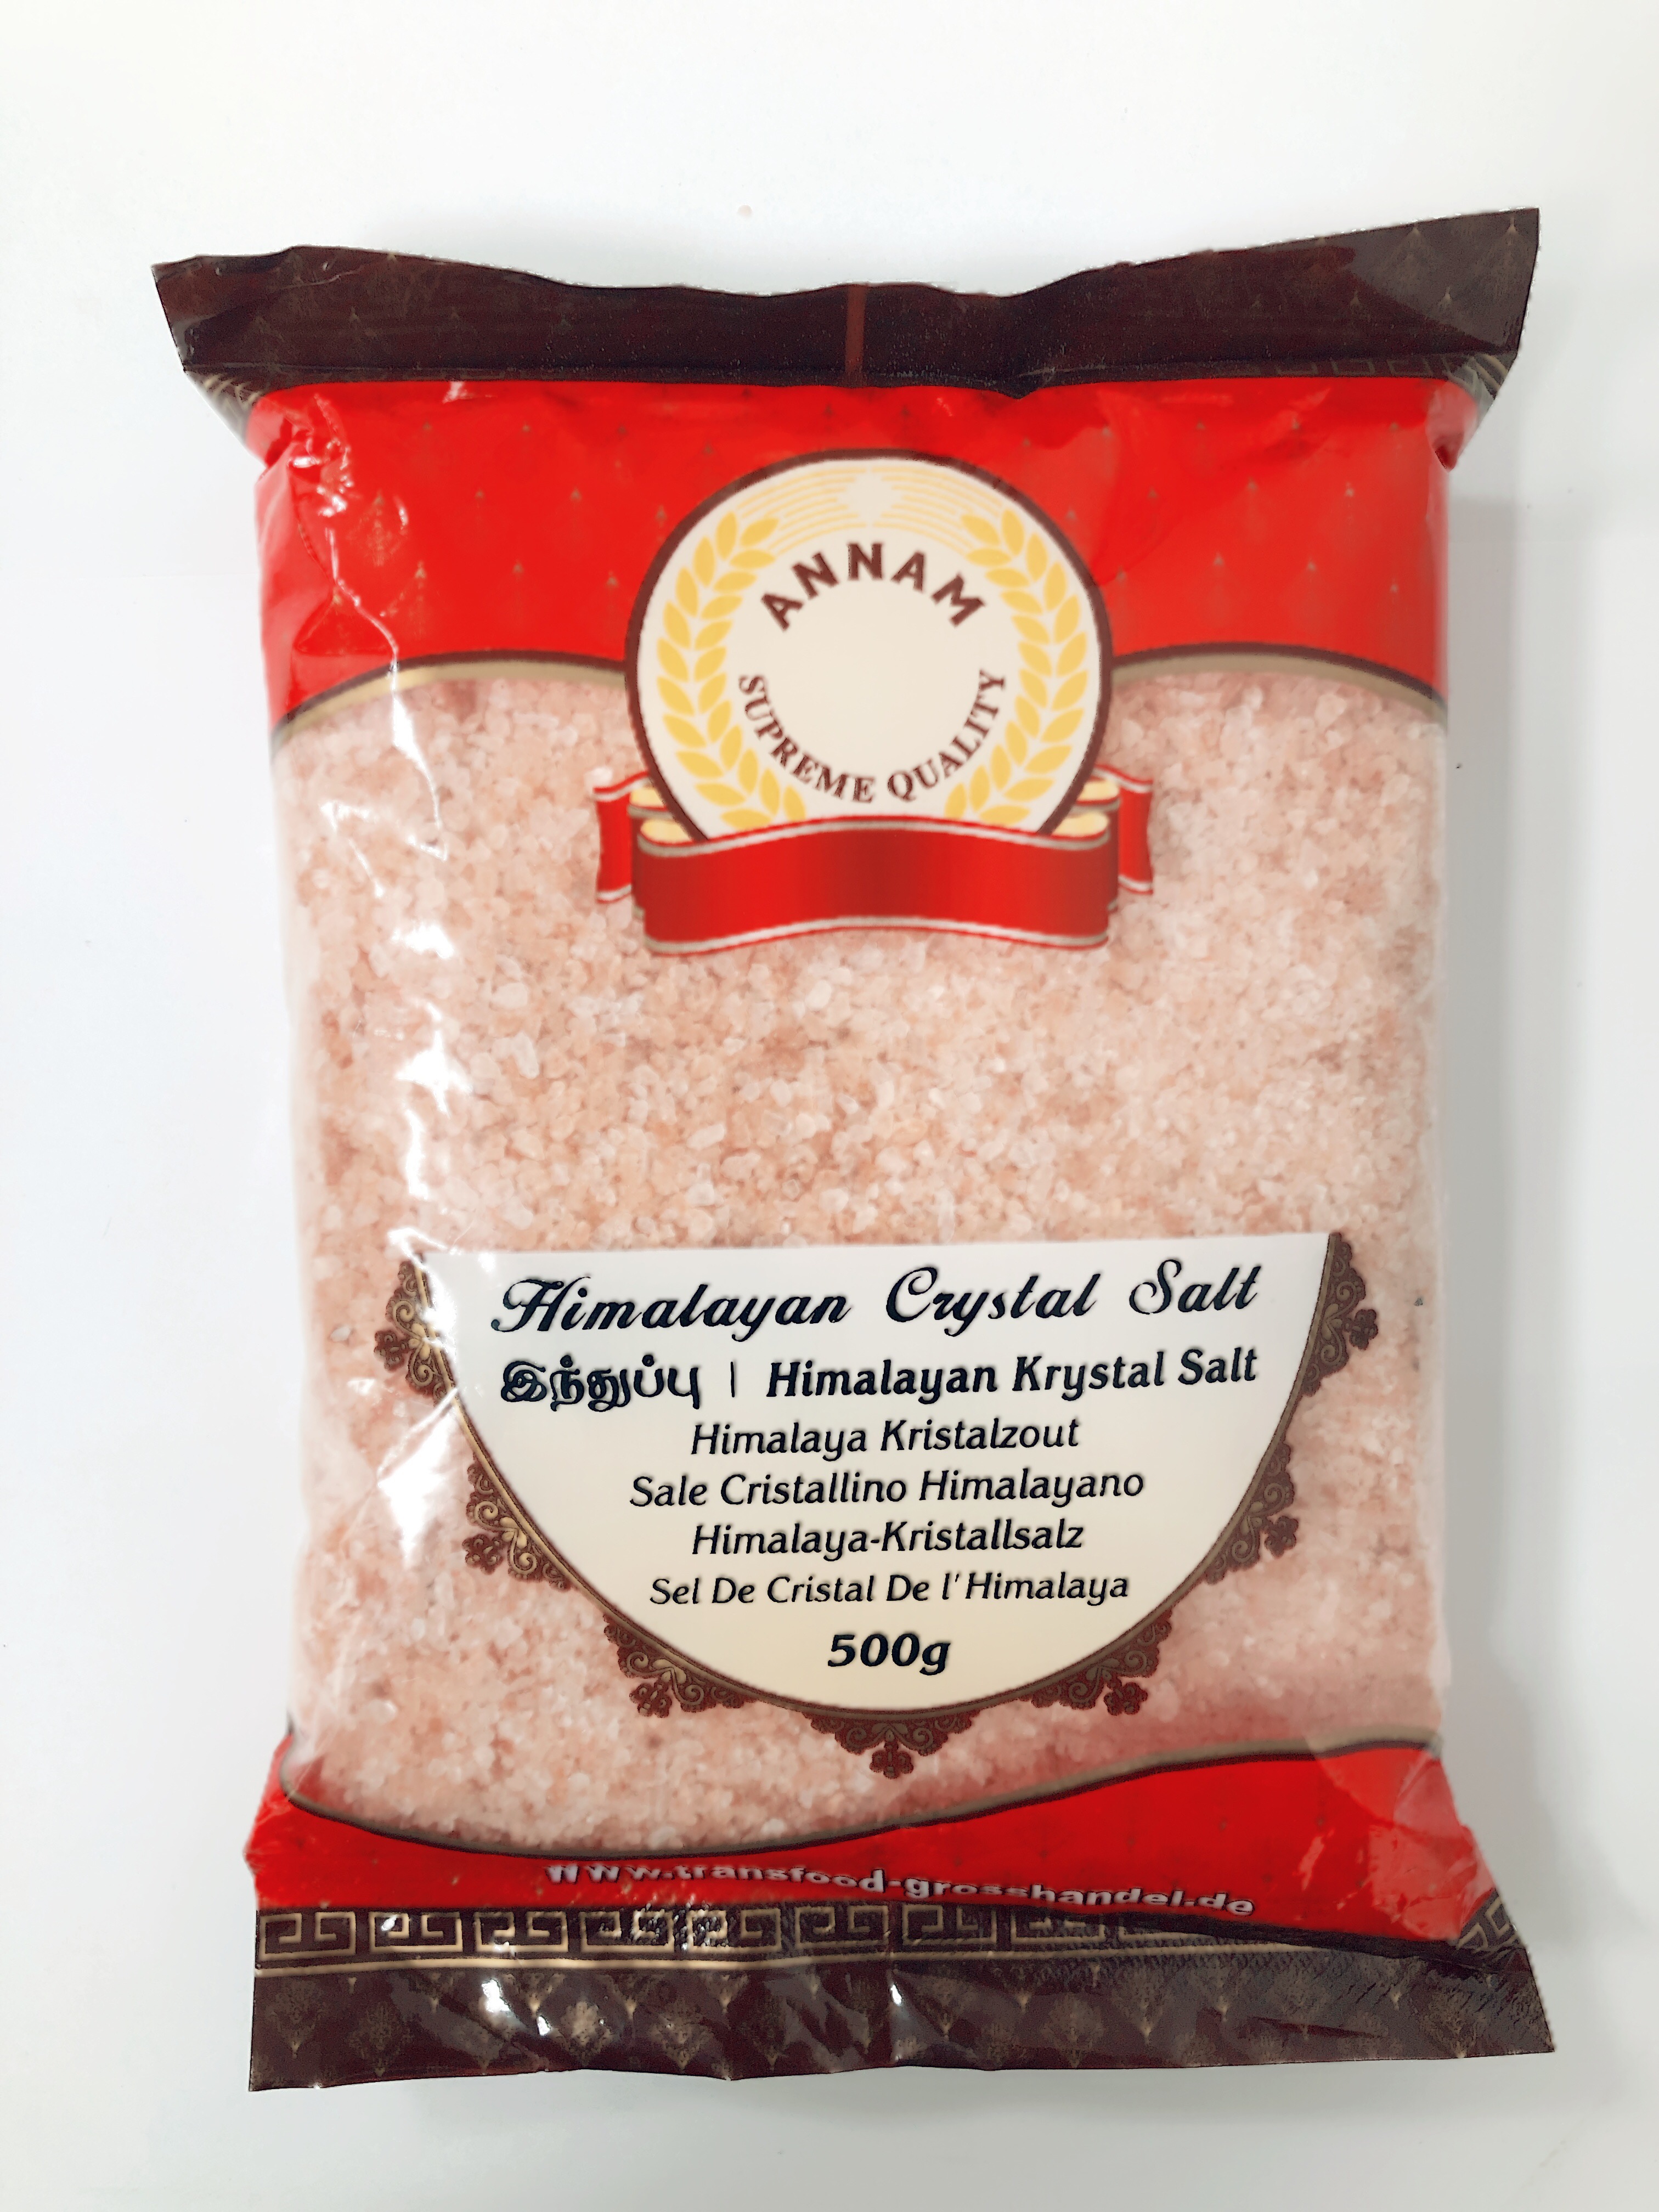 ANNAM
SUPREME QUALITY
Himalayan Crystal Salt
இந்துப்பு | Himalayan Krystal Salt
Himalaya Kristalzout
Sale Cristallino Himalayano
Himalaya-Kristallsalz
Sel De Cristal De l'Himalaya
500g
www.transfood-grosshandel.de